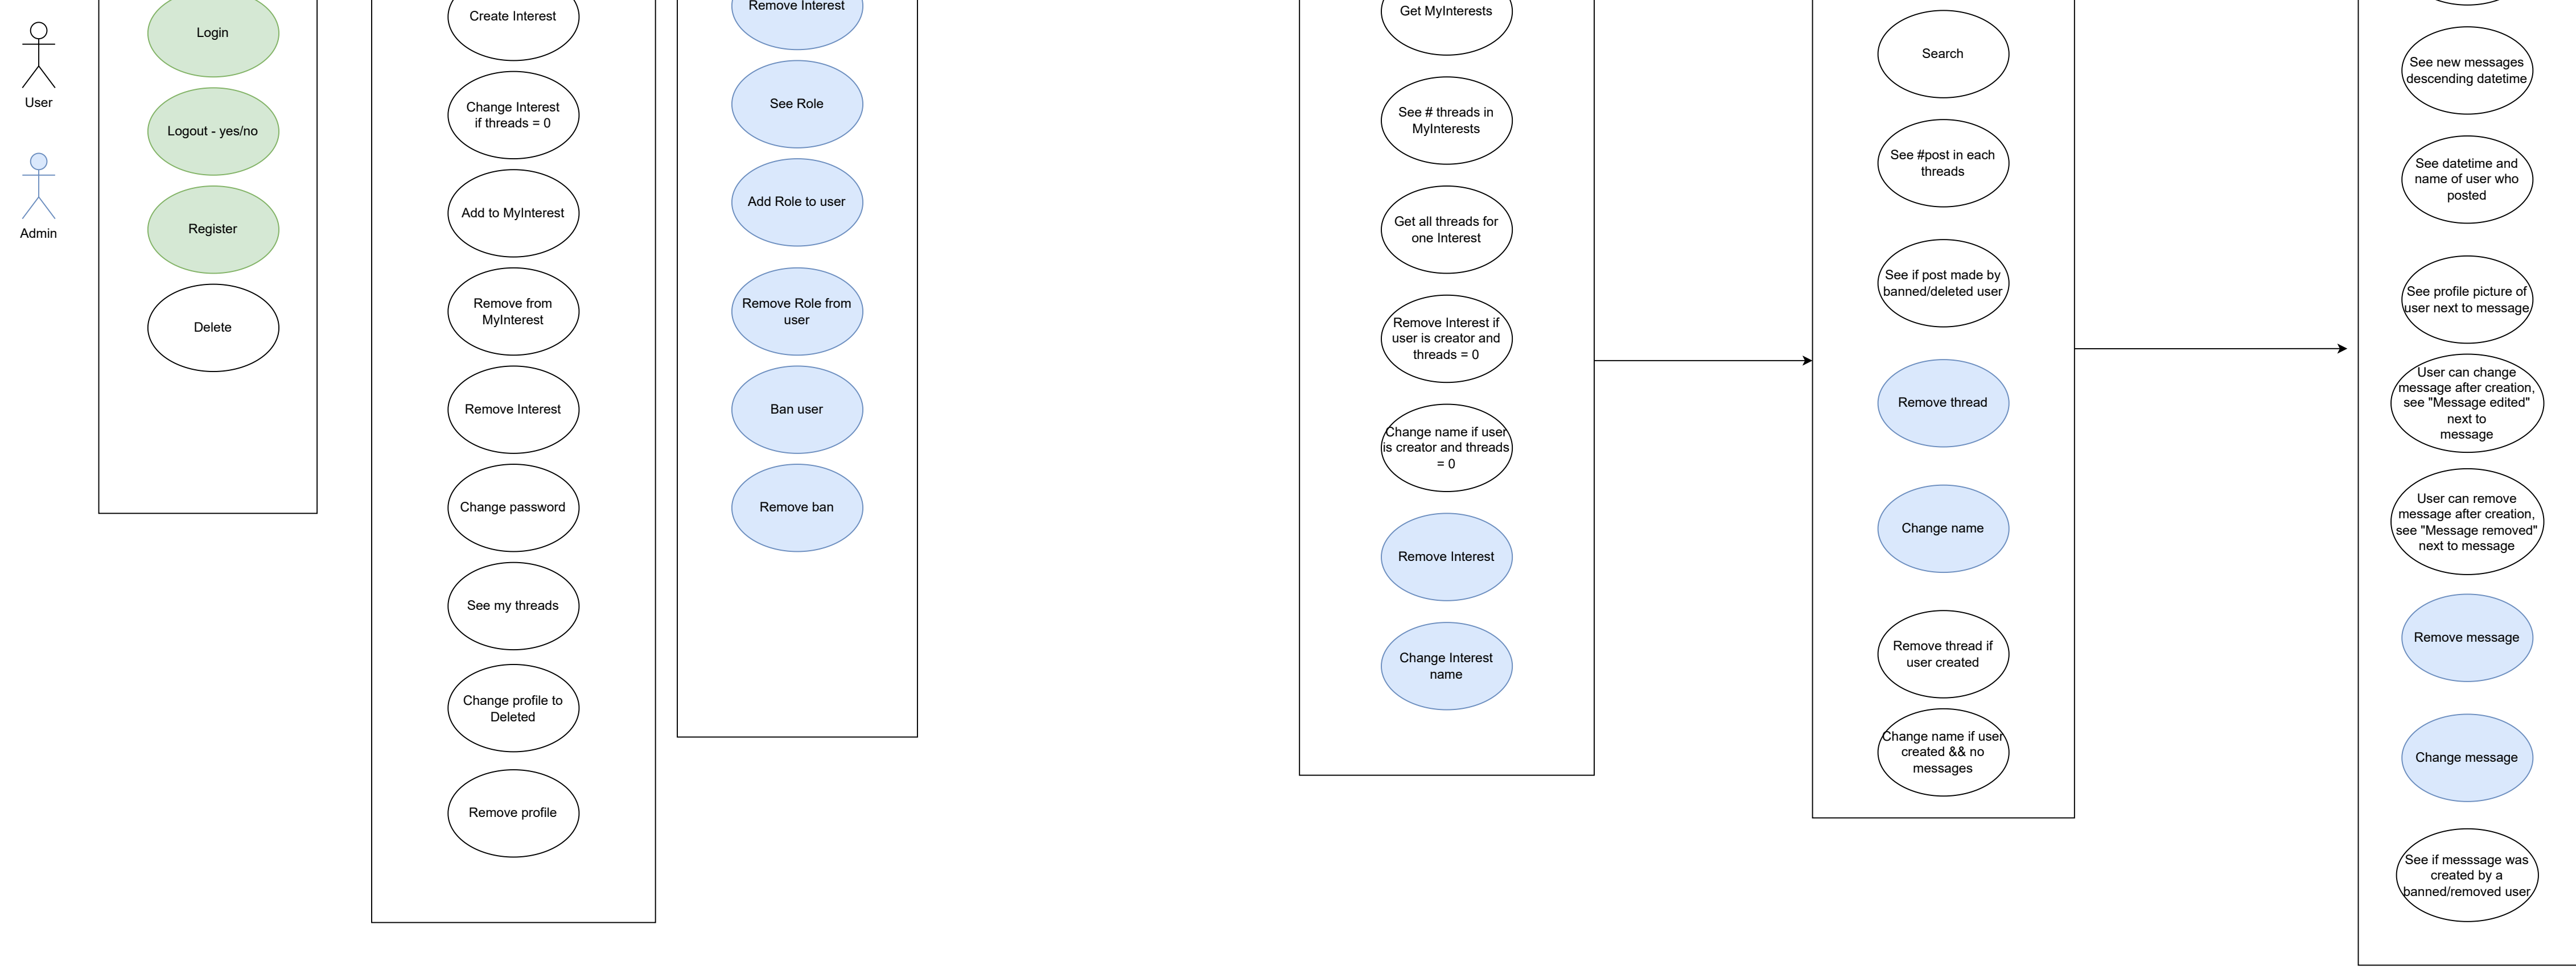 User
Admin
Login
Logout - yes/no
Register
Delete
Create Interest
Change Interest
if threads = 0
Add to MyInterest
Remove from
MyInterest
Remove Interest
Change password
See my threads
Change profile to
Deleted
Remove profile
Remove Interest
See Role
Add Role to user
Remove Role from
user
Ban user
Remove ban
Get MyInterests
See # threads in
MyInterests
Get all threads for
one Interest
Remove Interest if
user is creator and
threads = 0
Change name if user
is creator and threads
= 0
Remove Interest
Change Interest
name
Search
See #post in each
threads
See if post made by
banned/deleted user
Remove thread
Change name
Remove thread if
user created
Change name if user
created && no
messages
See new messages
descending datetime
See datetime and
name of user who
posted
See profile picture of
user next to message
User can change
message after creation,
see "Message edited"
next to
message
User can remove
message after creation,
see "Message removed"
next to message
Remove message
Change message
See if messsage was
created by a
banned/removed user